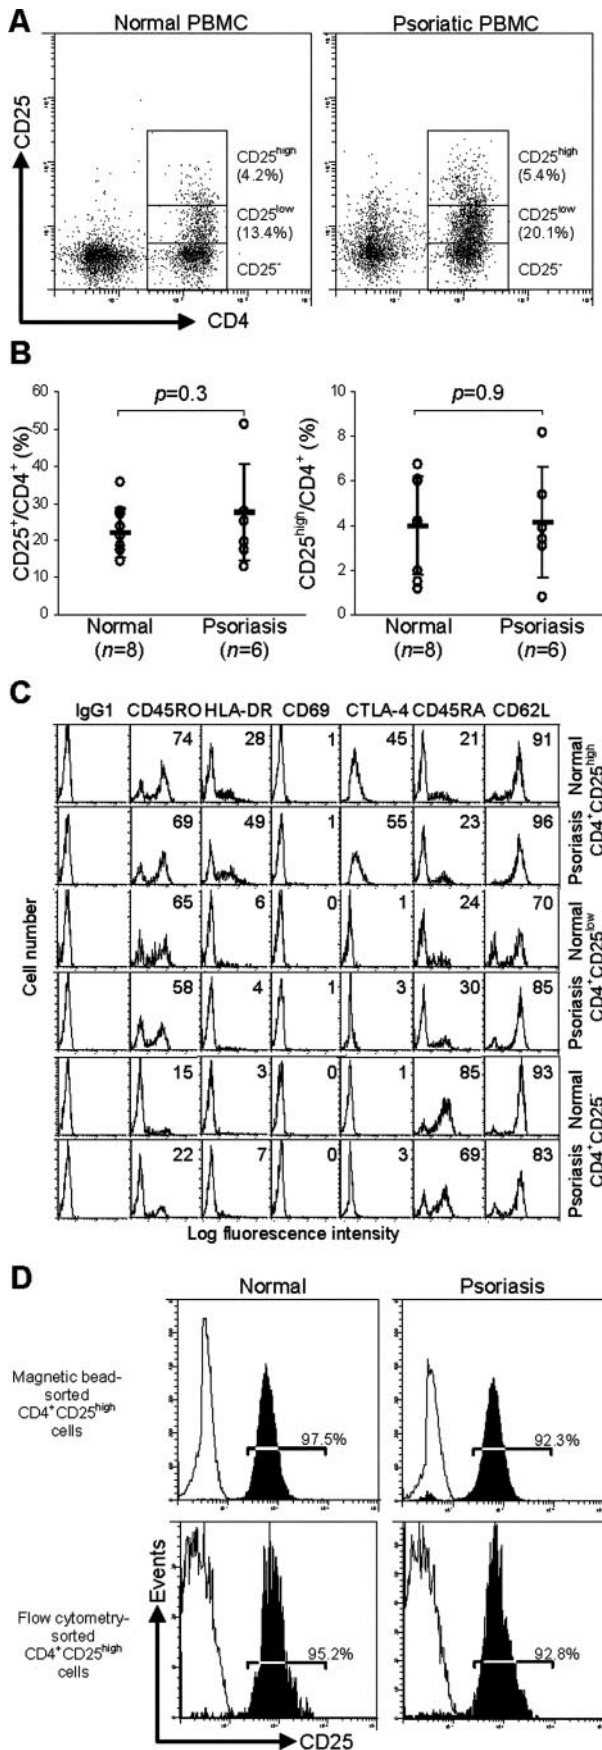 A
Normal PBMC
Psoriatic PBMC
CD25
CD25high
(4.2%)
CD25low
(13.4%)
CD25-
CD25high
(5.4%)
CD25low
(20.1%)
CD25-
CD4
B
CD25+/CD4+ (%)
60
50
40
30
20
10
0
p=0.3
Normal
(n=8)
Psoriasis
(n=6)
CD25high/CD4+ (%)
10
8
6
4
2
0
p=0.9
Normal
(n=8)
Psoriasis
(n=6)
C
IgG1 CD45RO HLA-DR CD69 CTLA-4 CD45RA CD62L
74 28 1 45 21 91
69 49 1 55 23 96
65 6 0 1 24 70
58 4 1 3 30 85
15 3 0 1 85 93
22 7 0 3 69 83
Cell number
Log fluorescence intensity
Normal
Psoriasis
CD4+CD25high
Normal
Psoriasis
CD4+CD25low
Normal
Psoriasis
CD4+CD25-
D
Normal
Psoriasis
Magnetic bead-
sorted
CD4+CD25high
cells
97.5%
92.3%
Flow cytometry-
sorted
CD4+CD25high
cells
95.2%
92.8%
Events
CD25